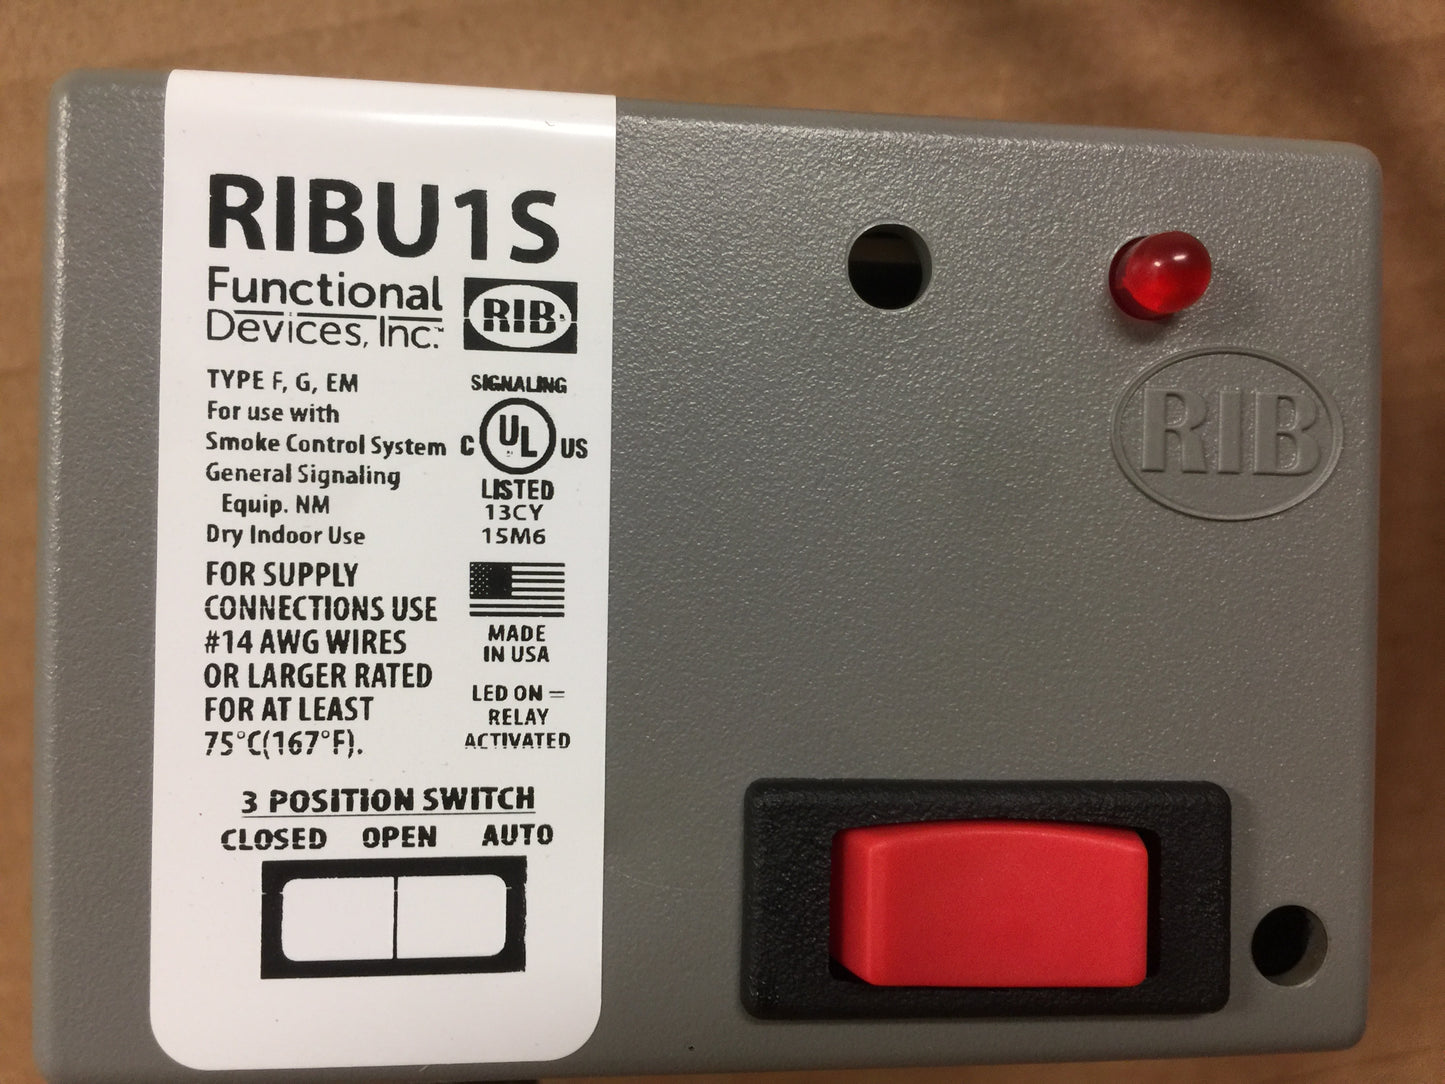 RIBU1S
Functional
Devices, Inc.™
RIB
TYPE F, G, EM
For use with
Smoke Control System
General Signaling
Equip. NM
Dry Indoor Use
SIGNALING
C UL US
LISTED
13CY
15M6
FOR SUPPLY
CONNECTIONS USE
#14 AWG WIRES
OR LARGER RATED
FOR AT LEAST
75°C(167°F).
MADE
IN USA
LED ON =
RELAY
ACTIVATED
3 POSITION SWITCH
CLOSED OPEN AUTO
RIB